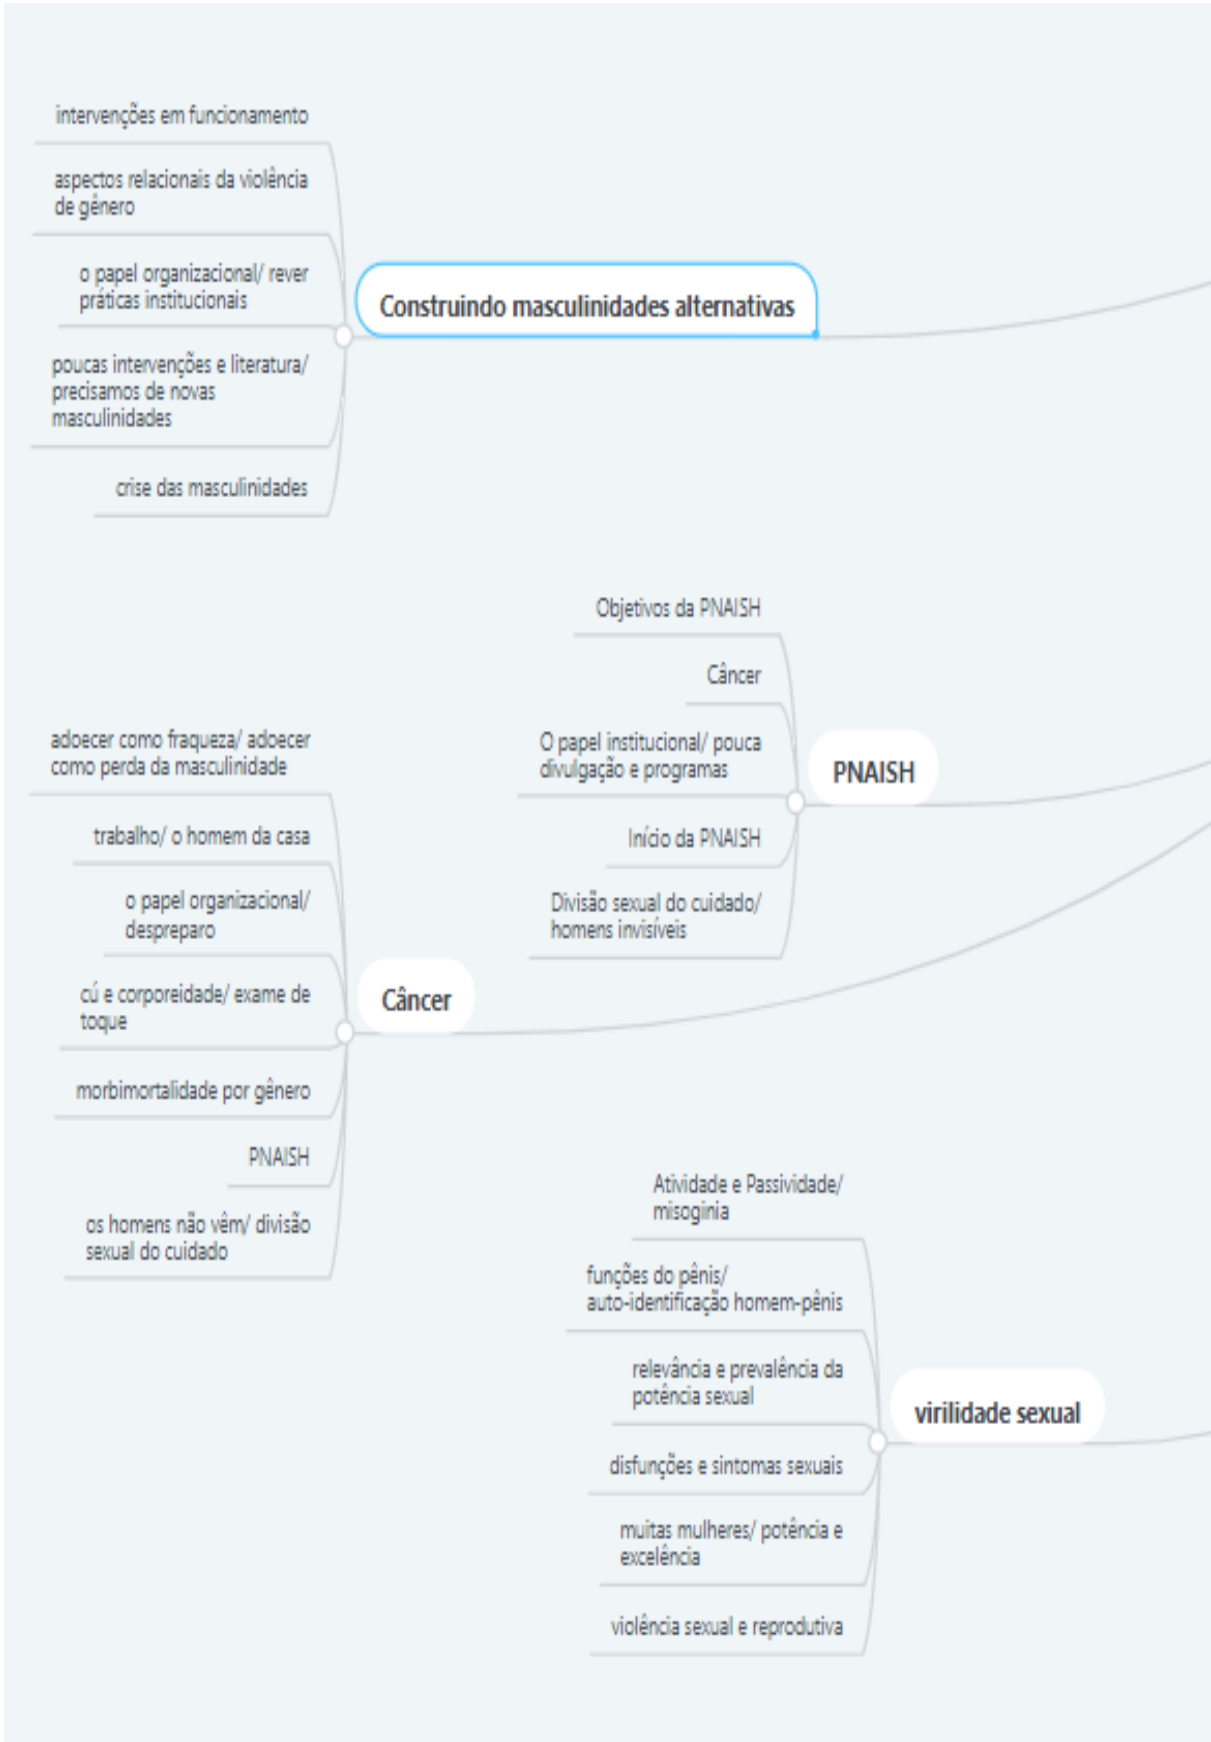 intervenções em funcionamento
aspectos relacionais da violência
de gênero
o papel organizacional/ rever
práticas institucionais
poucas intervenções e literatura/
precisamos de novas
masculinidades
crise das masculinidades
Construindo masculinidades alternativas
Objetivos da PNAISH
Câncer
O papel institucional/ pouca
divulgação e programas
Início da PNAISH
Divisão sexual do cuidado/
homens invisíveis
PNAISH
adoecer como fraqueza/ adoecer
como perda da masculinidade
trabalho/ o homem da casa
o papel organizacional/
despreparo
cú e corporeidade/ exame de
toque
morbimortalidade por gênero
PNAISH
os homens não vêm/ divisão
sexual do cuidado
Câncer
Atividade e Passividade/
misoginia
funções do pênis/
auto-identificação homem-pênis
relevância e prevalência da
potência sexual
disfunções e sintomas sexuais
muitas mulheres/ potência e
excelência
violência sexual e reprodutiva
virilidade sexual